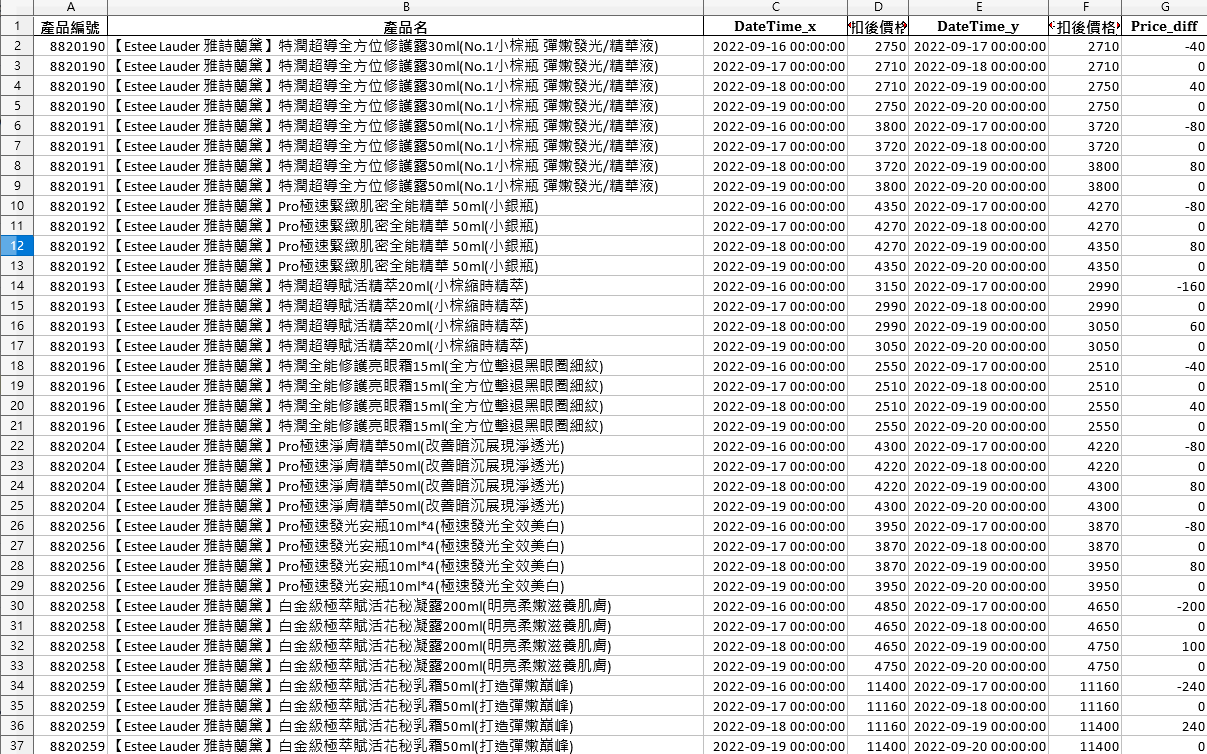 A B C D E F G
1 產品編號 產品名 DateTime_x 扣後價格 DateTime_y 扣後價格 Price_diff
2 8820190 【Estee Lauder 雅詩蘭黛】特潤超導全方位修護露30ml(No.1小棕瓶 彈嫩發光/精華液) 2022-09-16 00:00:00 2750 2022-09-17 00:00:00 2710 -40
3 8820190 【Estee Lauder 雅詩蘭黛】特潤超導全方位修護露30ml(No.1小棕瓶 彈嫩發光/精華液) 2022-09-17 00:00:00 2710 2022-09-18 00:00:00 2710 0
4 8820190 【Estee Lauder 雅詩蘭黛】特潤超導全方位修護露30ml(No.1小棕瓶 彈嫩發光/精華液) 2022-09-18 00:00:00 2710 2022-09-19 00:00:00 2750 40
5 8820190 【Estee Lauder 雅詩蘭黛】特潤超導全方位修護露30ml(No.1小棕瓶 彈嫩發光/精華液) 2022-09-19 00:00:00 2750 2022-09-20 00:00:00 2750 0
6 8820191 【Estee Lauder 雅詩蘭黛】特潤超導全方位修護露50ml(No.1小棕瓶 彈嫩發光/精華液) 2022-09-16 00:00:00 3800 2022-09-17 00:00:00 3720 -80
7 8820191 【Estee Lauder 雅詩蘭黛】特潤超導全方位修護露50ml(No.1小棕瓶 彈嫩發光/精華液) 2022-09-17 00:00:00 3720 2022-09-18 00:00:00 3720 0
8 8820191 【Estee Lauder 雅詩蘭黛】特潤超導全方位修護露50ml(No.1小棕瓶 彈嫩發光/精華液) 2022-09-18 00:00:00 3720 2022-09-19 00:00:00 3800 80
9 8820191 【Estee Lauder 雅詩蘭黛】特潤超導全方位修護露50ml(No.1小棕瓶 彈嫩發光/精華液) 2022-09-19 00:00:00 3800 2022-09-20 00:00:00 3800 0
10 8820192 【Estee Lauder 雅詩蘭黛】Pro極速緊緻肌密全能精華 50ml(小銀瓶) 2022-09-16 00:00:00 4350 2022-09-17 00:00:00 4270 -80
11 8820192 【Estee Lauder 雅詩蘭黛】Pro極速緊緻肌密全能精華 50ml(小銀瓶) 2022-09-17 00:00:00 4270 2022-09-18 00:00:00 4270 0
12 8820192 【Estee Lauder 雅詩蘭黛】Pro極速緊緻肌密全能精華 50ml(小銀瓶) 2022-09-18 00:00:00 4270 2022-09-19 00:00:00 4350 80
13 8820192 【Estee Lauder 雅詩蘭黛】Pro極速緊緻肌密全能精華 50ml(小銀瓶) 2022-09-19 00:00:00 4350 2022-09-20 00:00:00 4350 0
14 8820193 【Estee Lauder 雅詩蘭黛】特潤超導賦活精萃20ml(小棕縮時精萃) 2022-09-16 00:00:00 3150 2022-09-17 00:00:00 2990 -160
15 8820193 【Estee Lauder 雅詩蘭黛】特潤超導賦活精萃20ml(小棕縮時精萃) 2022-09-17 00:00:00 2990 2022-09-18 00:00:00 2990 0
16 8820193 【Estee Lauder 雅詩蘭黛】特潤超導賦活精萃20ml(小棕縮時精萃) 2022-09-18 00:00:00 2990 2022-09-19 00:00:00 3050 60
17 8820193 【Estee Lauder 雅詩蘭黛】特潤超導賦活精萃20ml(小棕縮時精萃) 2022-09-19 00:00:00 3050 2022-09-20 00:00:00 3050 0
18 8820196 【Estee Lauder 雅詩蘭黛】特潤全能修護亮眼霜15ml(全方位擊退黑眼圈細紋) 2022-09-16 00:00:00 2550 2022-09-17 00:00:00 2510 -40
19 8820196 【Estee Lauder 雅詩蘭黛】特潤全能修護亮眼霜15ml(全方位擊退黑眼圈細紋) 2022-09-17 00:00:00 2510 2022-09-18 00:00:00 2510 0
20 8820196 【Estee Lauder 雅詩蘭黛】特潤全能修護亮眼霜15ml(全方位擊退黑眼圈細紋) 2022-09-18 00:00:00 2510 2022-09-19 00:00:00 2550 40
21 8820196 【Estee Lauder 雅詩蘭黛】特潤全能修護亮眼霜15ml(全方位擊退黑眼圈細紋) 2022-09-19 00:00:00 2550 2022-09-20 00:00:00 2550 0
22 8820204 【Estee Lauder 雅詩蘭黛】Pro極速淨膚精華50ml(改善暗沉展現淨透光) 2022-09-16 00:00:00 4300 2022-09-17 00:00:00 4220 -80
23 8820204 【Estee Lauder 雅詩蘭黛】Pro極速淨膚精華50ml(改善暗沉展現淨透光) 2022-09-17 00:00:00 4220 2022-09-18 00:00:00 4220 0
24 8820204 【Estee Lauder 雅詩蘭黛】Pro極速淨膚精華50ml(改善暗沉展現淨透光) 2022-09-18 00:00:00 4220 2022-09-19 00:00:00 4300 80
25 8820204 【Estee Lauder 雅詩蘭黛】Pro極速淨膚精華50ml(改善暗沉展現淨透光) 2022-09-19 00:00:00 4300 2022-09-20 00:00:00 4300 0
26 8820256 【Estee Lauder 雅詩蘭黛】Pro極速發光安瓶10ml*4(極速發光全效美白) 2022-09-16 00:00:00 3950 2022-09-17 00:00:00 3870 -80
27 8820256 【Estee Lauder 雅詩蘭黛】Pro極速發光安瓶10ml*4(極速發光全效美白) 2022-09-17 00:00:00 3870 2022-09-18 00:00:00 3870 0
28 8820256 【Estee Lauder 雅詩蘭黛】Pro極速發光安瓶10ml*4(極速發光全效美白) 2022-09-18 00:00:00 3870 2022-09-19 00:00:00 3950 80
29 8820256 【Estee Lauder 雅詩蘭黛】Pro極速發光安瓶10ml*4(極速發光全效美白) 2022-09-19 00:00:00 3950 2022-09-20 00:00:00 3950 0
30 8820258 【Estee Lauder 雅詩蘭黛】白金級極萃賦活花秘凝露200ml(明亮柔嫩滋養肌膚) 2022-09-16 00:00:00 4850 2022-09-17 00:00:00 4650 -200
31 8820258 【Estee Lauder 雅詩蘭黛】白金級極萃賦活花秘凝露200ml(明亮柔嫩滋養肌膚) 2022-09-17 00:00:00 4650 2022-09-18 00:00:00 4650 0
32 8820258 【Estee Lauder 雅詩蘭黛】白金級極萃賦活花秘凝露200ml(明亮柔嫩滋養肌膚) 2022-09-18 00:00:00 4650 2022-09-19 00:00:00 4750 100
33 8820258 【Estee Lauder 雅詩蘭黛】白金級極萃賦活花秘凝露200ml(明亮柔嫩滋養肌膚) 2022-09-19 00:00:00 4750 2022-09-20 00:00:00 4750 0
34 8820259 【Estee Lauder 雅詩蘭黛】白金級極萃賦活花秘乳霜50ml(打造彈嫩巔峰) 2022-09-16 00:00:00 11400 2022-09-17 00:00:00 11160 -240
35 8820259 【Estee Lauder 雅詩蘭黛】白金級極萃賦活花秘乳霜50ml(打造彈嫩巔峰) 2022-09-17 00:00:00 11160 2022-09-18 00:00:00 11160 0
36 8820259 【Estee Lauder 雅詩蘭黛】白金級極萃賦活花秘乳霜50ml(打造彈嫩巔峰) 2022-09-18 00:00:00 11160 2022-09-19 00:00:00 11400 240
37 8820259 【Estee Lauder 雅詩蘭黛】白金級極萃賦活花秘乳霜50ml(打造彈嫩巔峰) 2022-09-19 00:00:00 11400 2022-09-20 00:00:00 11400 0